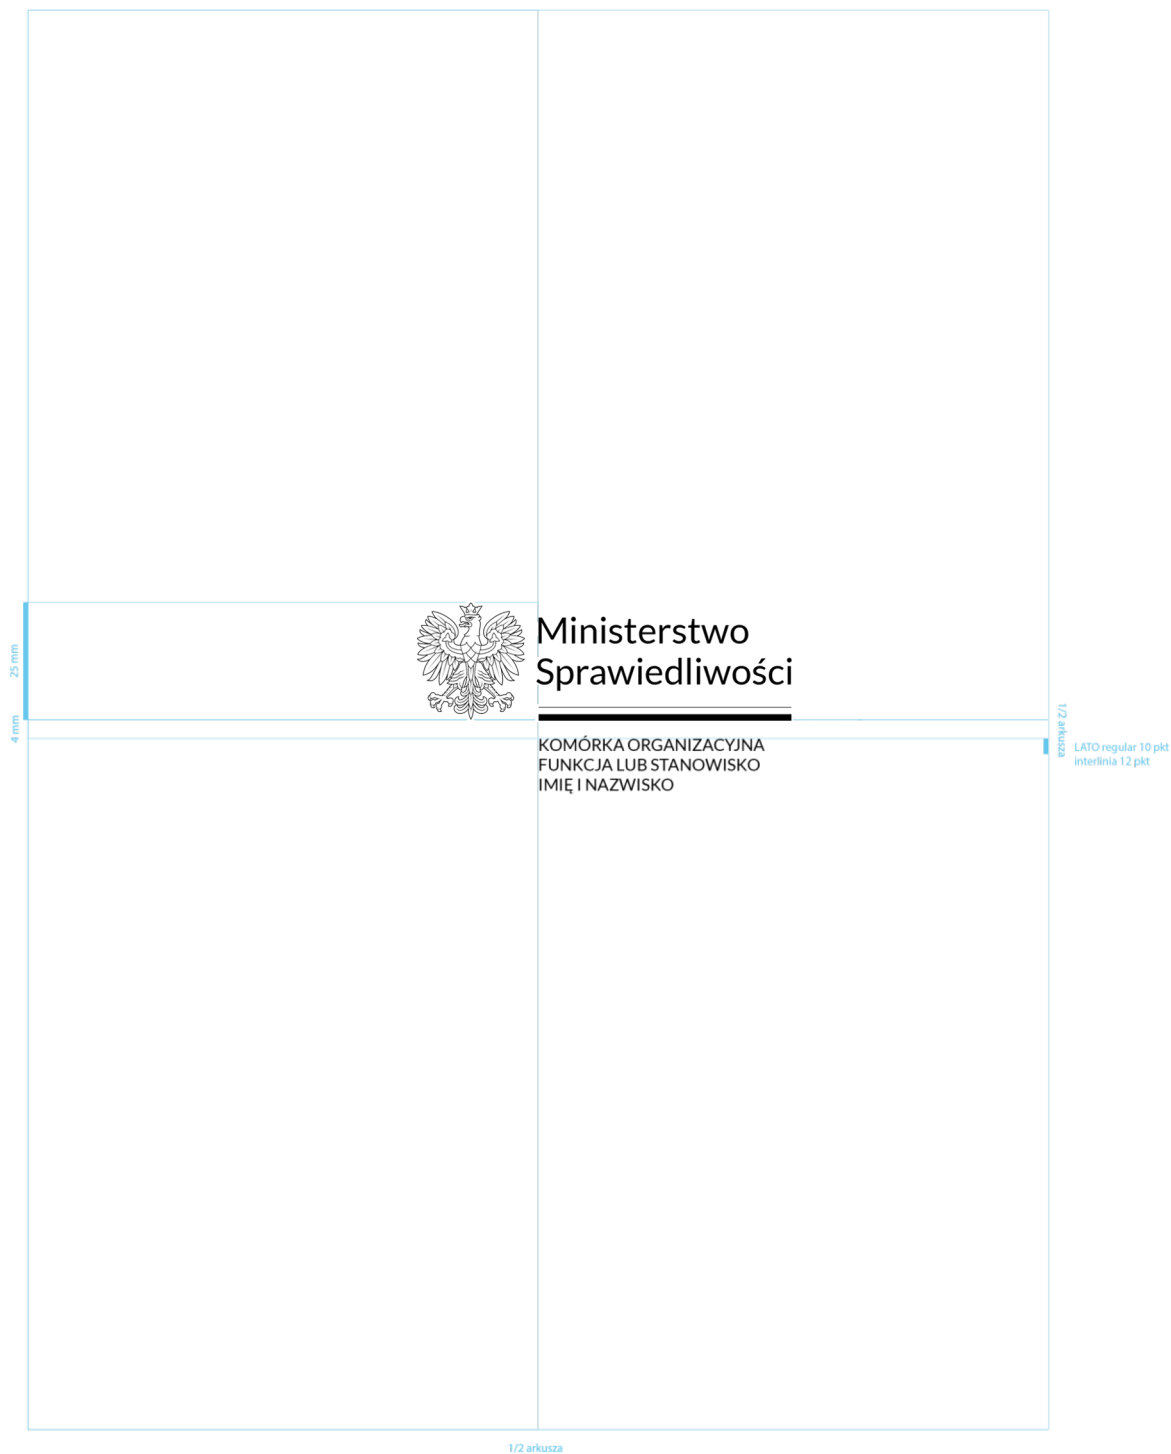 25 mm
Ministerstwo
Sprawiedliwości
4 mm
1/2 arkusza
KOMÓRKA ORGANIZACYJNA
FUNKCJA LUB STANOWISKO
IMIĘ I NAZWISKO
LATO regular 10 pkt
interlinia 12 pkt
1/2 arkusza